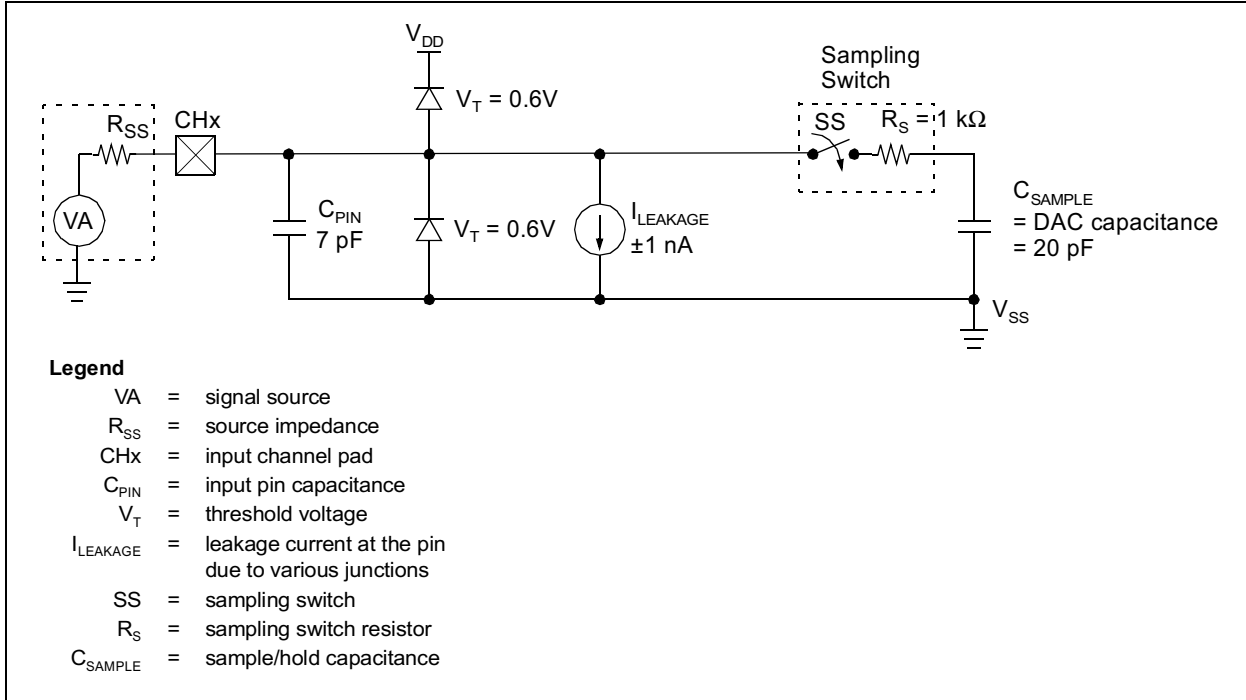 V_DD
Sampling
Switch
R_SS
CHx
V_T = 0.6V
SS
R_S = 1 kΩ
VA
C_PIN
7 pF
V_T = 0.6V
I_LEAKAGE
±1 nA
C_SAMPLE
= DAC capacitance
= 20 pF
V_SS
Legend
VA = signal source
R_SS = source impedance
CHx = input channel pad
C_PIN = input pin capacitance
V_T = threshold voltage
I_LEAKAGE = leakage current at the pin
due to various junctions
SS = sampling switch
R_S = sampling switch resistor
C_SAMPLE = sample/hold capacitance